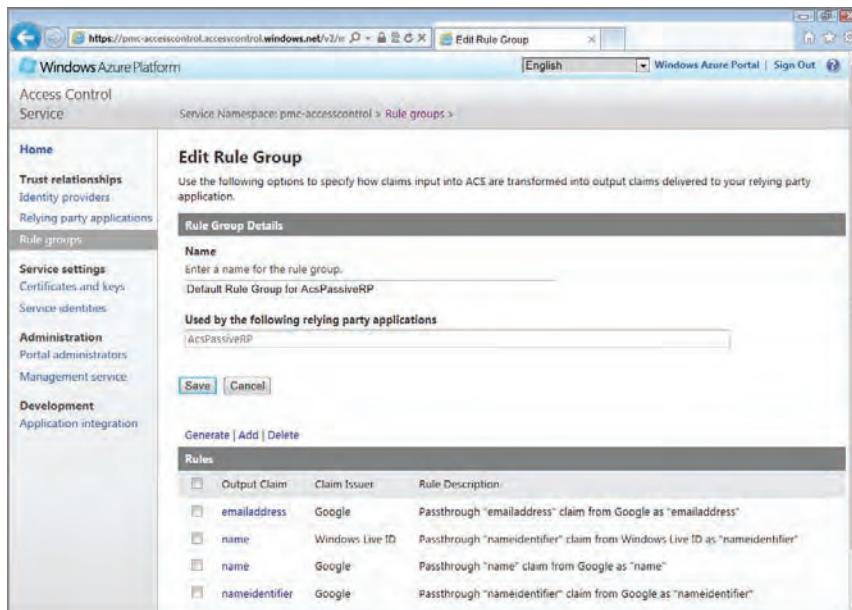 https://pmc-accesscontrol.accesscontrol.windows.net/v2/
Edit Rule Group
Windows Azure Platform
English
Windows Azure Portal | Sign Out
Access Control
Service
Service Namespace: pmc-accesscontrol > Rule groups >
Home
Trust relationships
Identity providers
Relying party applications
Rule groups
Service settings
Certificates and keys
Service identities
Administration
Portal administrators
Management service
Development
Application integration
Edit Rule Group
Use the following options to specify how claims input into ACS are transformed into output claims delivered to your relying party
application.
Rule Group Details
Name
Enter a name for the rule group.
Default Rule Group for AcsPassiveRP
Used by the following relying party applications
AcsPassiveRP
Save Cancel
Generate | Add | Delete
Rules
Output Claim Claim Issuer Rule Description
emailaddress Google Passthrough "emailaddress" claim from Google as "emailaddress"
name Windows Live ID Passthrough "nameidentifier" claim from Windows Live ID as "nameidentifier"
name Google Passthrough "name" claim from Google as "name"
nameidentifier Google Passthrough "nameidentifier" claim from Google as "nameidentifier"